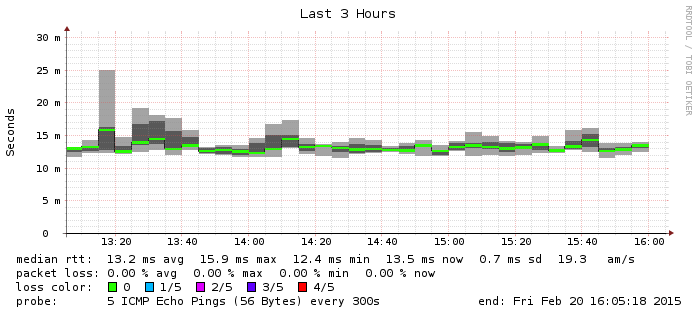 Last 3 Hours
RRDTOOL / TOBI OETIKER
Seconds
30 m
25 m
20 m
15 m
10 m
5 m
0
13:20 13:40 14:00 14:20 14:40 15:00 15:20 15:40 16:00
median rtt: 13.2 ms avg 15.9 ms max 12.4 ms min 13.5 ms now 0.7 ms sd 19.3 am/s
packet loss: 0.00 % avg 0.00 % max 0.00 % min 0.00 % now
loss color: 0 1/5 2/5 3/5 4/5
probe: 5 ICMP Echo Pings (56 Bytes) every 300s end: Fri Feb 20 16:05:18 2015